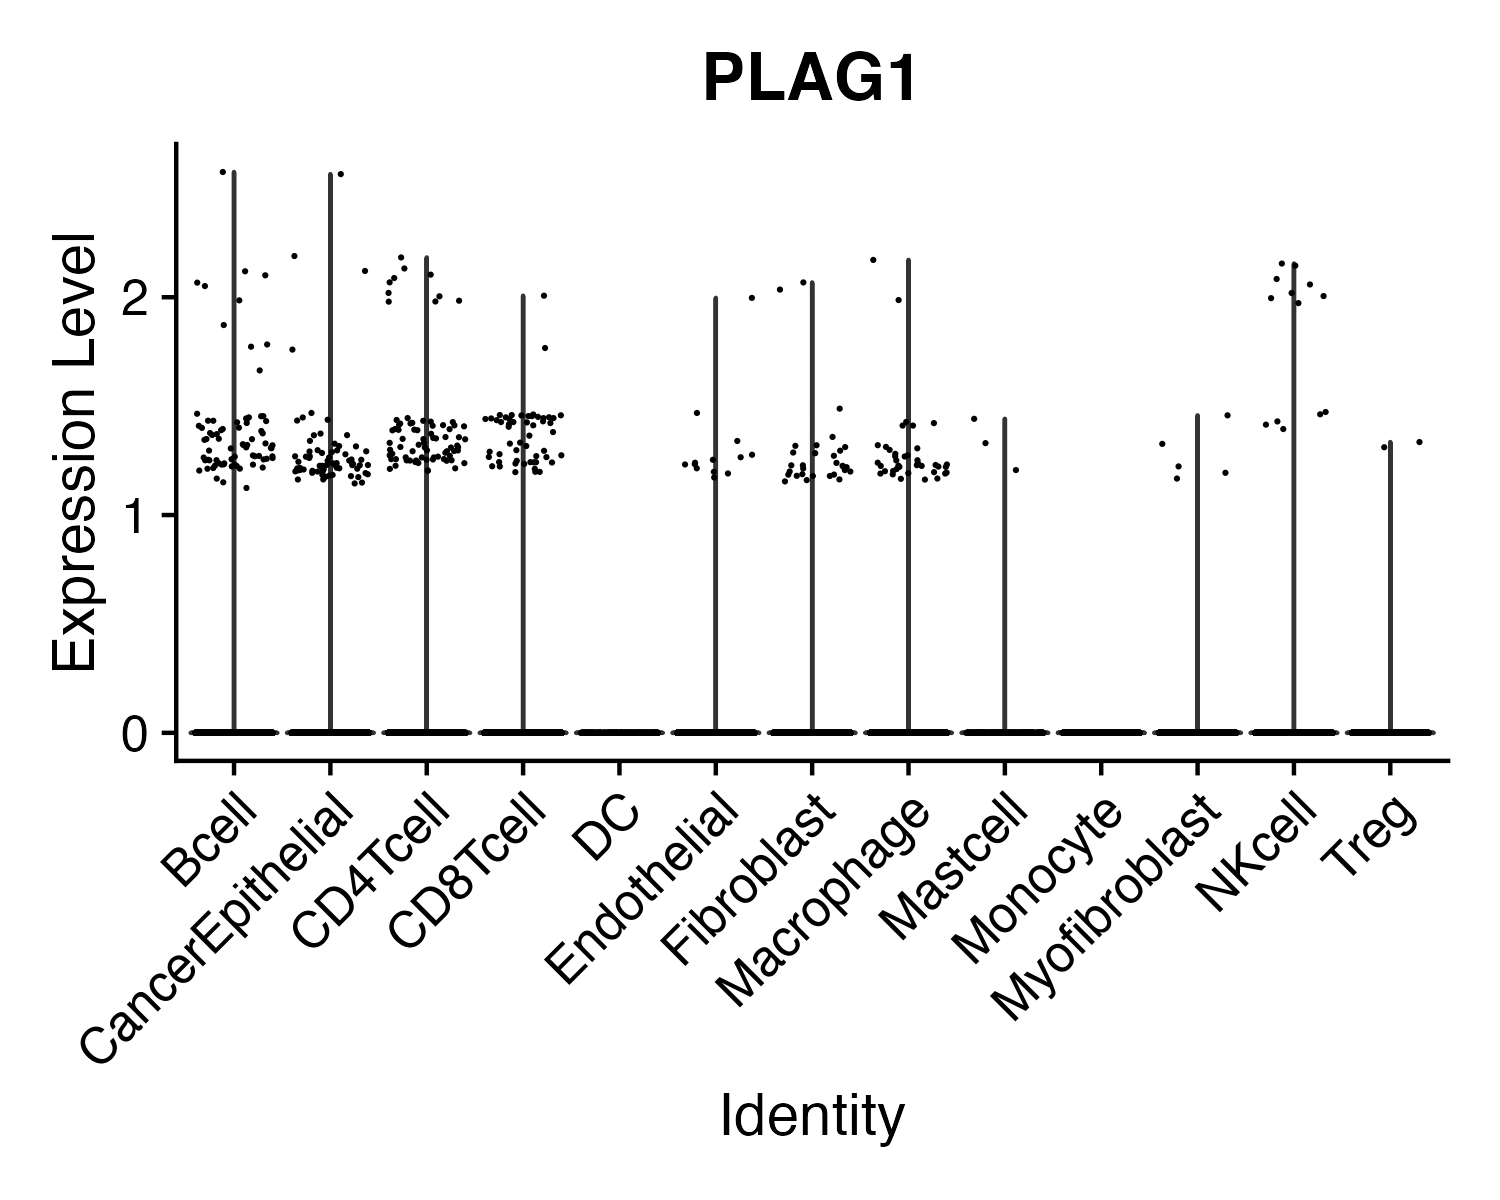 PLAG1
Expression Level
2
1
0
Bcell
CancerEpithelial
CD4Tcell
CD8Tcell
DC
Endothelial
Fibroblast
Macrophage
Mastcell
Monocyte
Myofibroblast
NKcell
Treg
Identity